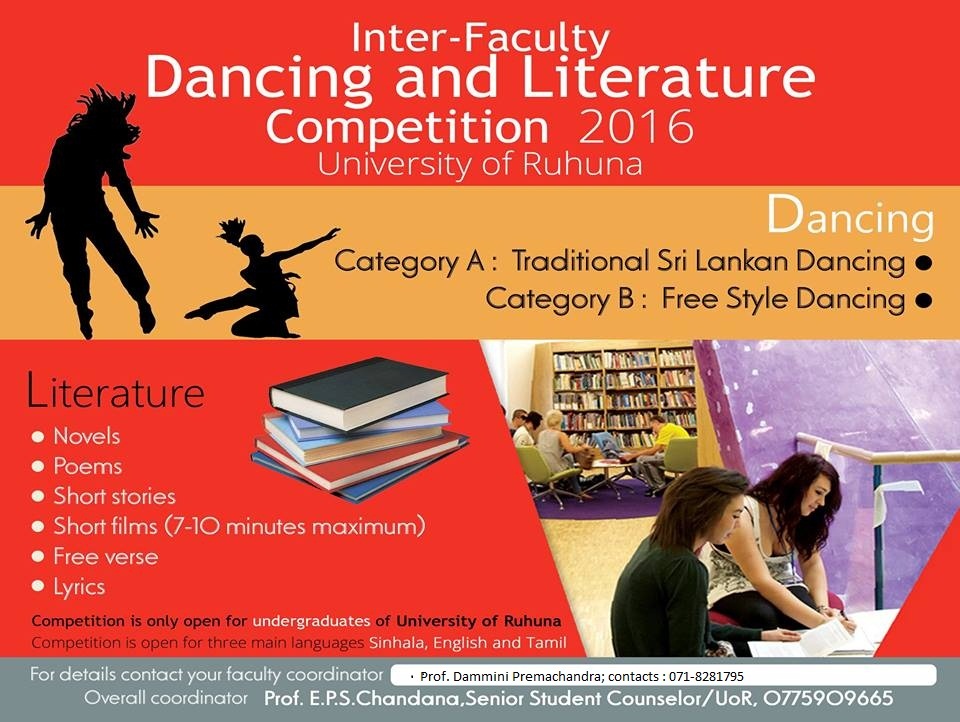 Inter-Faculty
Dancing and Literature
Competition 2016
University of Ruhuna
Dancing
Category A : Traditional Sri Lankan Dancing ●
Category B : Free Style Dancing ●
Literature
● Novels
● Poems
● Short stories
● Short films (7-10 minutes maximum)
● Free verse
● Lyrics
Competition is only open for undergraduates of University of Ruhuna
Competition is open for three main languages Sinhala, English and Tamil
For details contact your faculty coordinator · Prof. Dammini Premachandra; contacts : 071-8281795
Overall coordinator Prof. E.P.S.Chandana,Senior Student Counselor/UoR, 0775909665